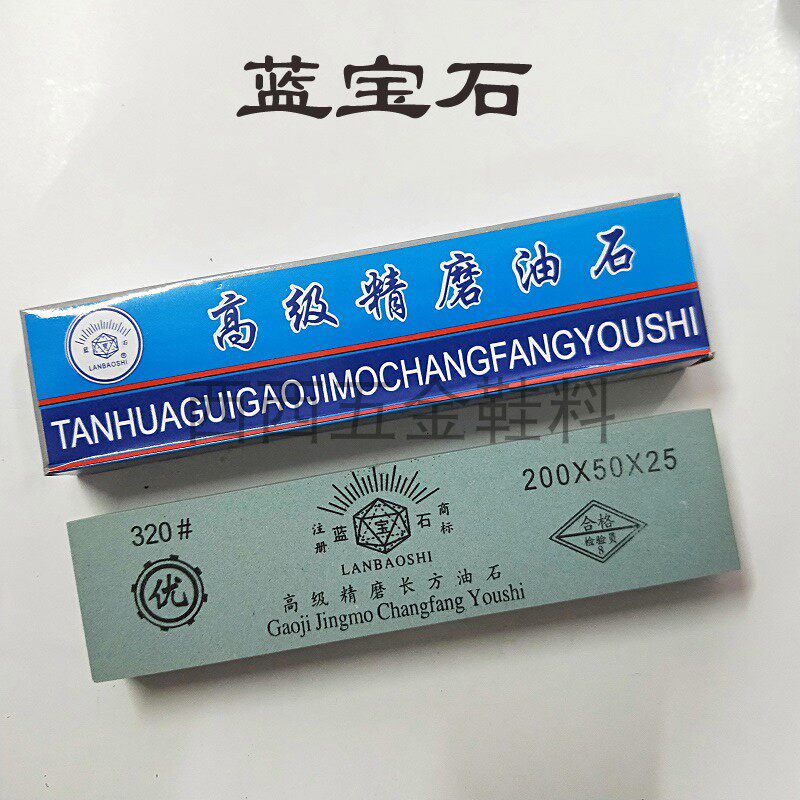 蓝宝石
高级精磨油石
蓝石
LANBAOSHI
TANHUAGUIGAOJIMOCHANGFANGYOUSHI
西西五金鞋料
320#
优
注册
蓝宝石
商标
LANBAOSHI
高级精磨长方油石
Gaoji Jingmo Changfang Youshi
200X50X25
合格
检验员
8